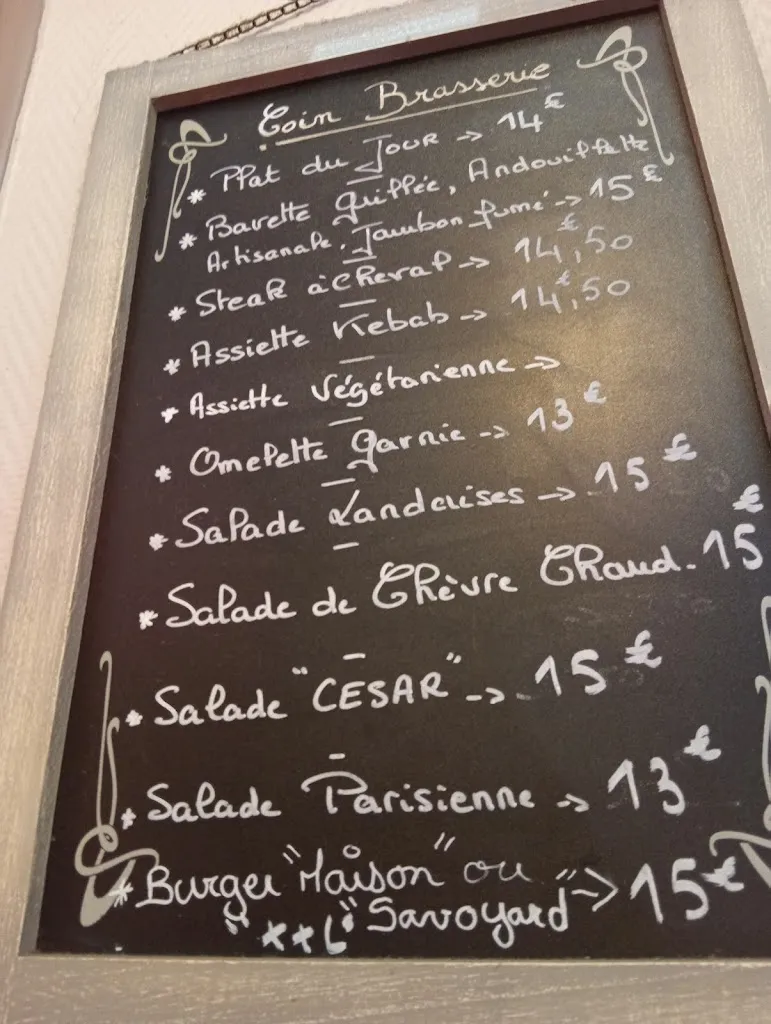 Coin Brasserie
* Plat du Jour -> 14€
* Bavette Grillée, Andouillette
Artisanale, Jambon fumé -> 15€
* Steak à Cheval -> 14€,50
* Assiette Kebab -> 14€,50
* Assiette Végétarienne ->
* Omelette Garnie -> 13€
* Salade Landaises -> 15€
* Salade de Chèvre Chaud. 15€
* Salade "CESAR" -> 15€
* Salade Parisienne -> 13€
* Burger "Maison" ou
"XXL" "Savoyard" -> 15€